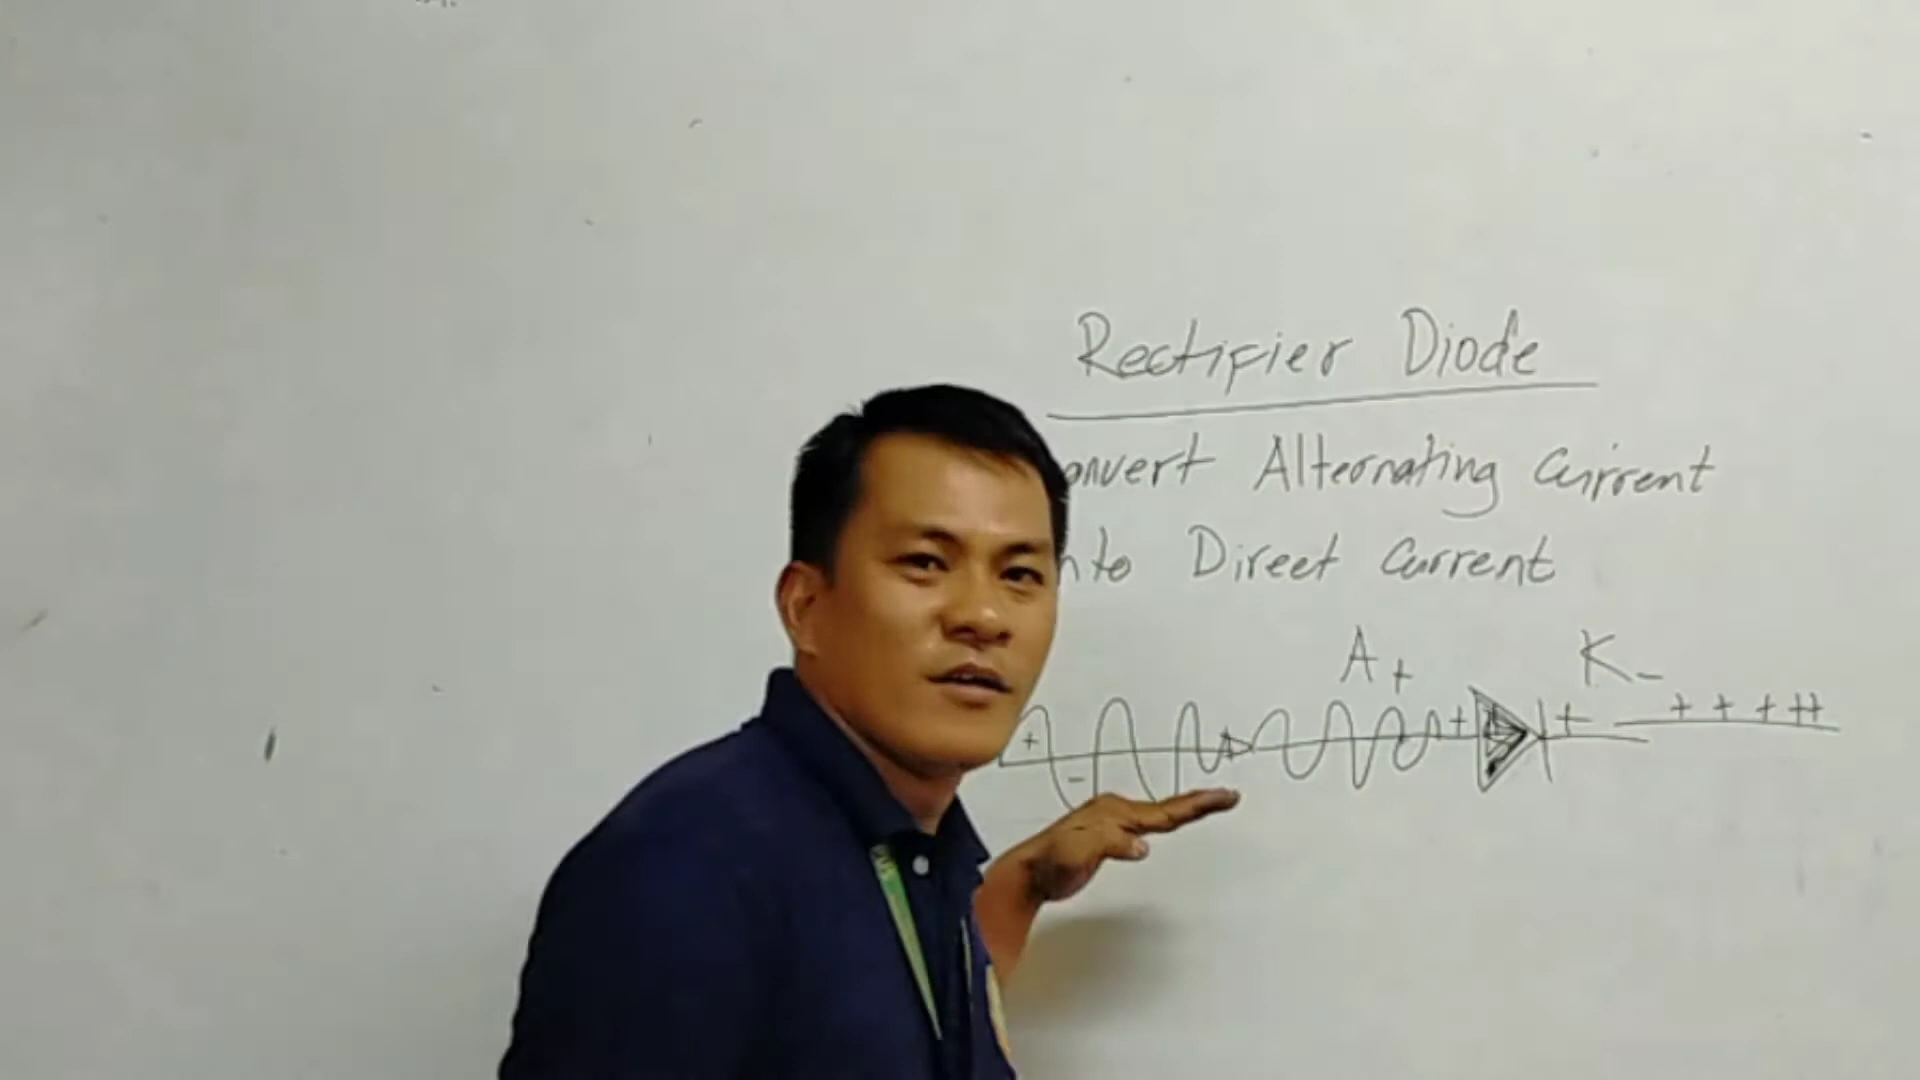 Rectifier Diode
onvert Alternating Current
nto Direct Current
A+ K-
+ - + + + + + ++